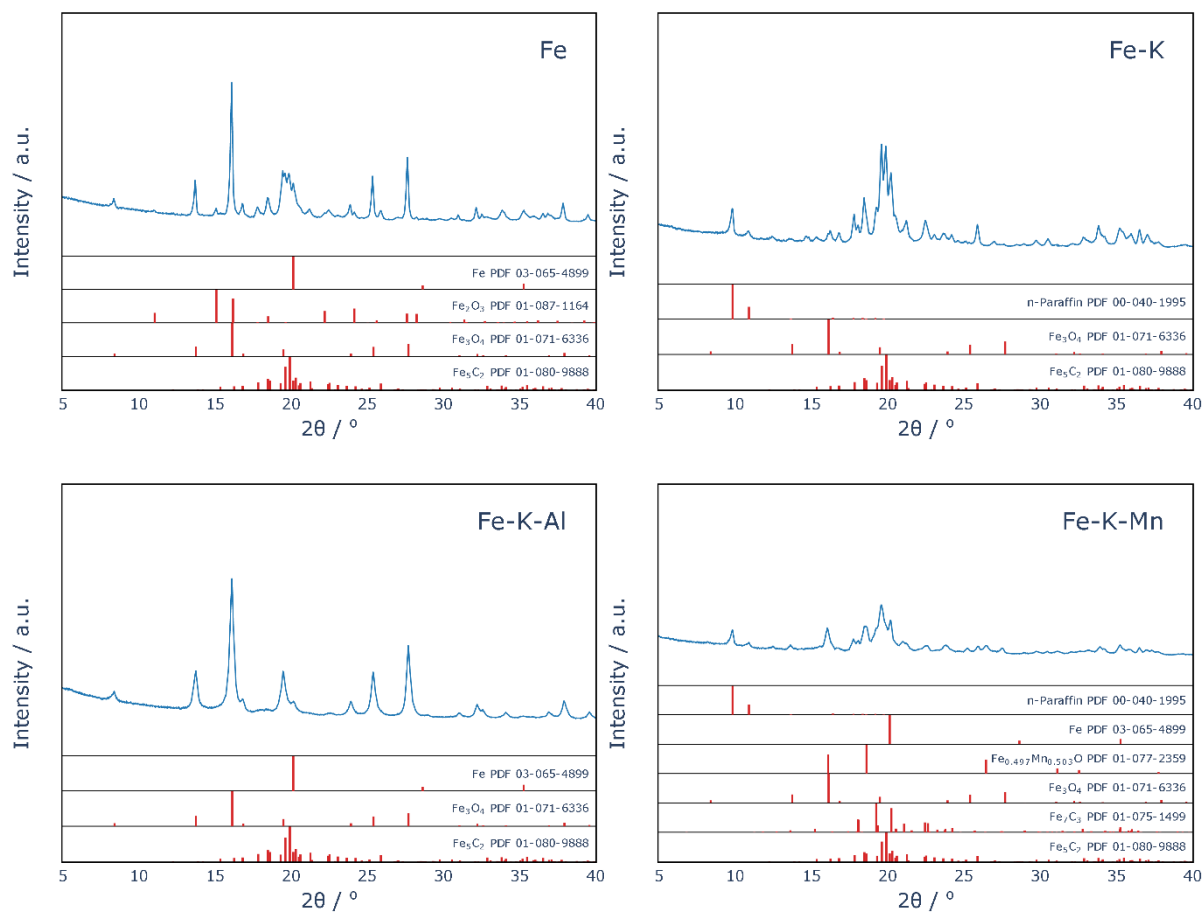 Fe
Intensity / a.u.
Fe PDF 03-065-4899
Fe₂O₃ PDF 01-087-1164
Fe₃O₄ PDF 01-071-6336
Fe₅C₂ PDF 01-080-9888
5 10 15 20 25 30 35 40
2θ / °
Fe-K
Intensity / a.u.
n-Paraffin PDF 00-040-1995
Fe₃O₄ PDF 01-071-6336
Fe₅C₂ PDF 01-080-9888
5 10 15 20 25 30 35 40
2θ / °
Fe-K-Al
Intensity / a.u.
Fe PDF 03-065-4899
Fe₃O₄ PDF 01-071-6336
Fe₅C₂ PDF 01-080-9888
5 10 15 20 25 30 35 40
2θ / °
Fe-K-Mn
Intensity / a.u.
n-Paraffin PDF 00-040-1995
Fe PDF 03-065-4899
Fe₀.₄₉₇Mn₀.₅₀₃O PDF 01-077-2359
Fe₃O₄ PDF 01-071-6336
Fe₇C₃ PDF 01-075-1499
Fe₅C₂ PDF 01-080-9888
5 10 15 20 25 30 35 40
2θ / °